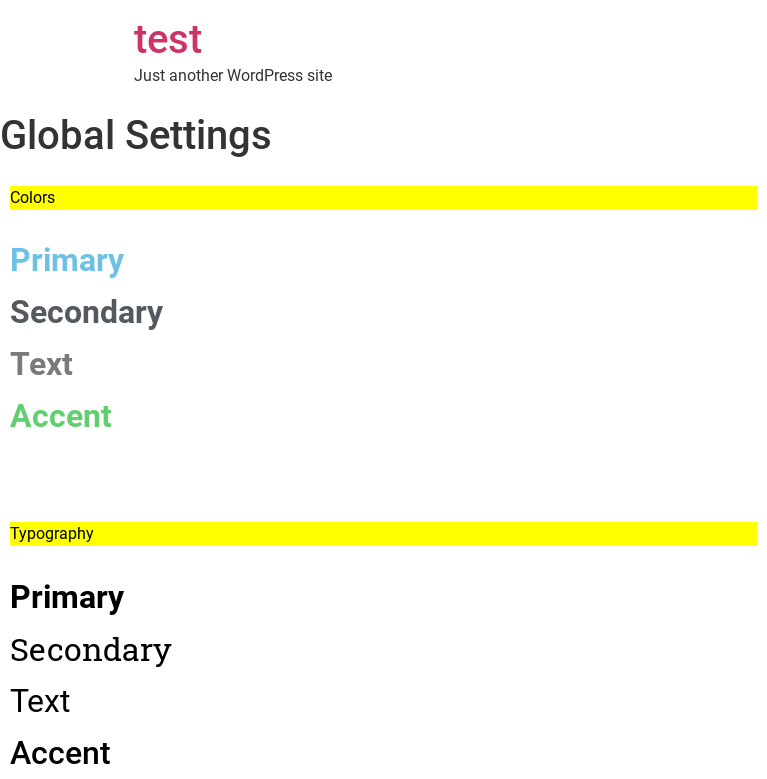 test
Just another WordPress site
Global Settings
Colors
Primary
Secondary
Text
Accent
Typography
Primary
Secondary
Text
Accent